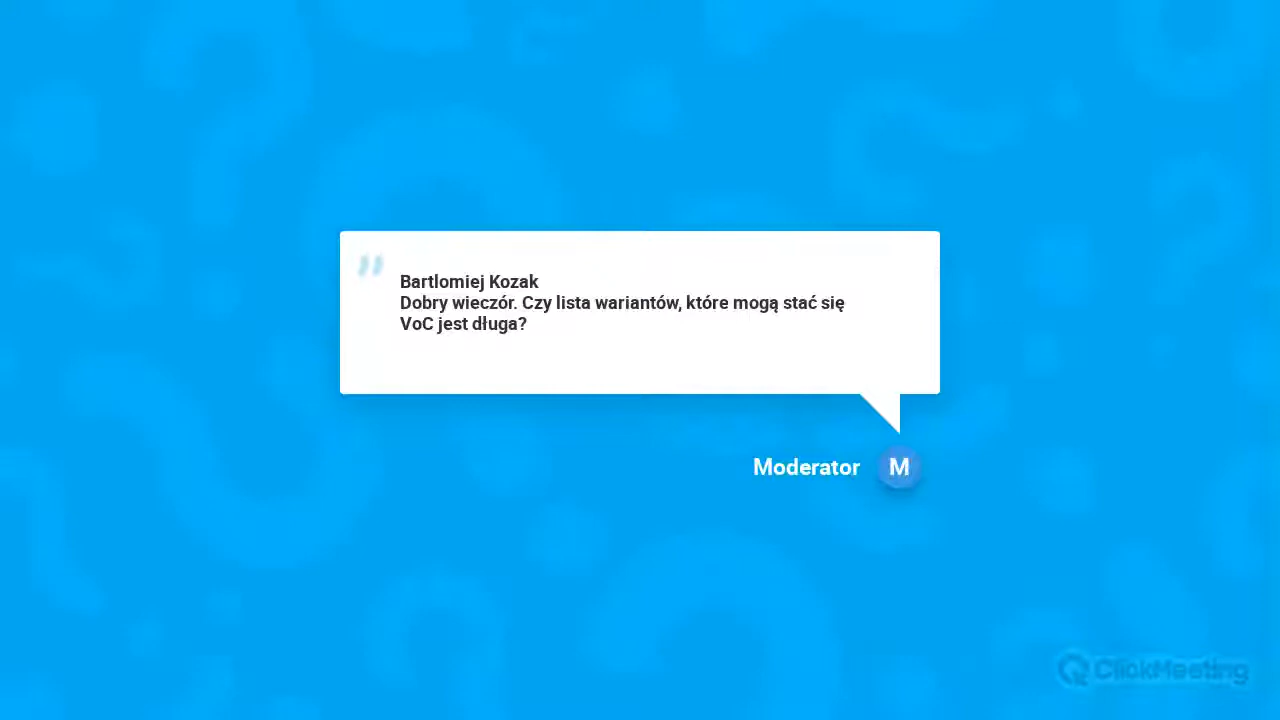 Bartlomiej Kozak
Dobry wieczór. Czy lista wariantów, które mogą stać się
VoC jest długa?
Moderator M
ClickMeeting